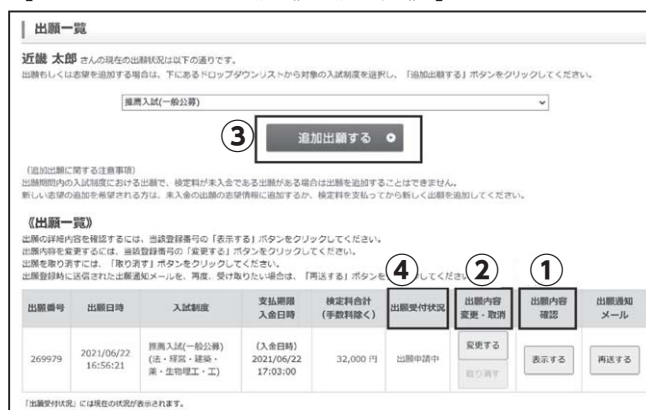 出願一覧
近畿 太郎 さんの現在の出願状況は以下の通りです。
出願もしくは志望を追加する場合は、下にあるドロップダウンリストから対象の入試制度を選択し、「追加出願する」ボタンをクリックしてください。
推薦入試(一般公募)
③ 追加出願する
(追加出願に関する注意事項)
出願期間内の入試制度における出願で、検定料が未入金である出願がある場合は出願を追加することはできません。
新しい志望の追加を希望される方は、未入金の出願の志望情報に追加するか、検定料を支払ってから新しく出願を追加してください。
《出願一覧》
出願の詳細内容を確認するには、当該登録番号の「表示する」ボタンをクリックしてください。
出願内容を変更するには、当該登録番号の「変更する」ボタンをクリックしてください。
出願を取り消すには、「取り消す」ボタンをクリックしてください。
出願登録時に送信された出願通知メールを、再度、受け取りたい場合は、「再送する」ボタンを してください。
④ ② ①
出願番号 出願日時 入試制度 支払期限 入金日時 検定料合計 (手数料除く) 出願受付状況 出願内容 変更・取消 出願内容 確認 出願通知 メール
269979 2021/06/22 16:56:21 推薦入試(一般公募) (法・経営・建築・薬・生物理工・工) (入金日時) 2021/06/22 17:03:00 32,000 円 出願申請中 変更する 取り消す 表示する 再送する
「出願受付状況」には現在の状況が表示されます。